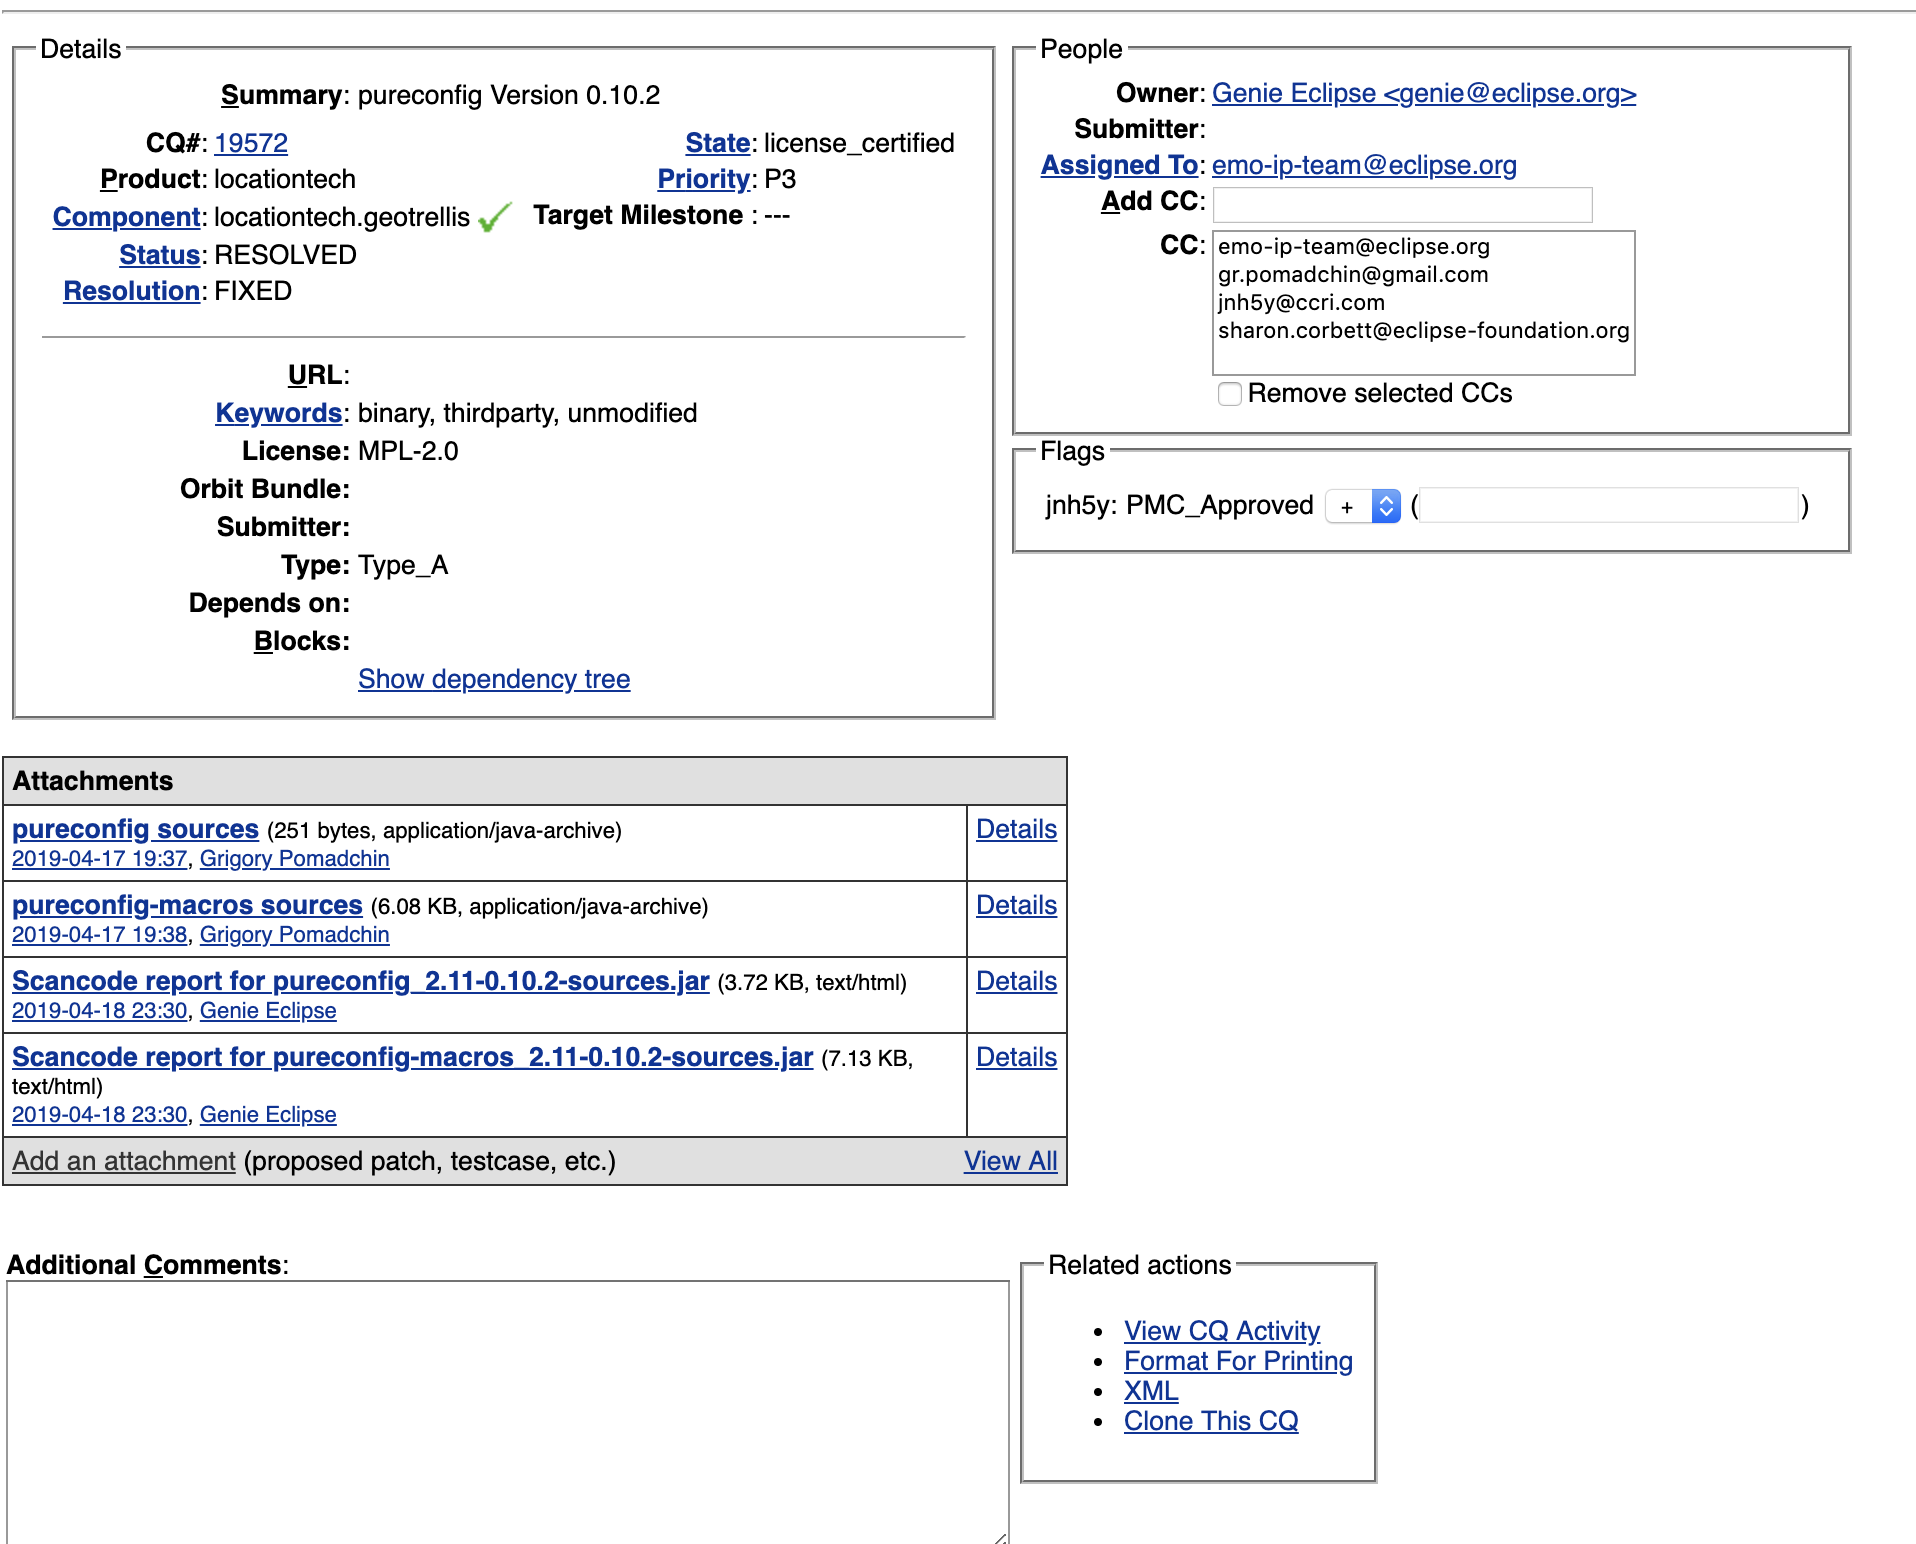 Details
Summary: pureconfig Version 0.10.2
CQ#: 19572 State: license_certified
Product: locationtech Priority: P3
Component: locationtech.geotrellis Target Milestone : ---
Status: RESOLVED
Resolution: FIXED
URL:
Keywords: binary, thirdparty, unmodified
License: MPL-2.0
Orbit Bundle:
Submitter:
Type: Type_A
Depends on:
Blocks:
Show dependency tree
People
Owner: Genie Eclipse <genie@eclipse.org>
Submitter:
Assigned To: emo-ip-team@eclipse.org
Add CC:
CC: emo-ip-team@eclipse.org
gr.pomadchin@gmail.com
jnh5y@ccri.com
sharon.corbett@eclipse-foundation.org
Remove selected CCs
Flags
jnh5y: PMC_Approved + ( )
Attachments
pureconfig sources (251 bytes, application/java-archive) Details
2019-04-17 19:37, Grigory Pomadchin
pureconfig-macros sources (6.08 KB, application/java-archive) Details
2019-04-17 19:38, Grigory Pomadchin
Scancode report for pureconfig_2.11-0.10.2-sources.jar (3.72 KB, text/html) Details
2019-04-18 23:30, Genie Eclipse
Scancode report for pureconfig-macros_2.11-0.10.2-sources.jar (7.13 KB, Details
text/html)
2019-04-18 23:30, Genie Eclipse
Add an attachment (proposed patch, testcase, etc.) View All
Additional Comments:
Related actions
• View CQ Activity
• Format For Printing
• XML
• Clone This CQ